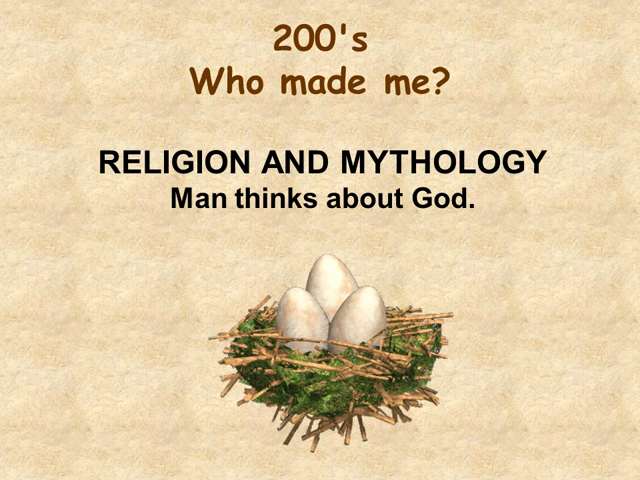 200's
Who made me?
RELIGION AND MYTHOLOGY
Man thinks about God.